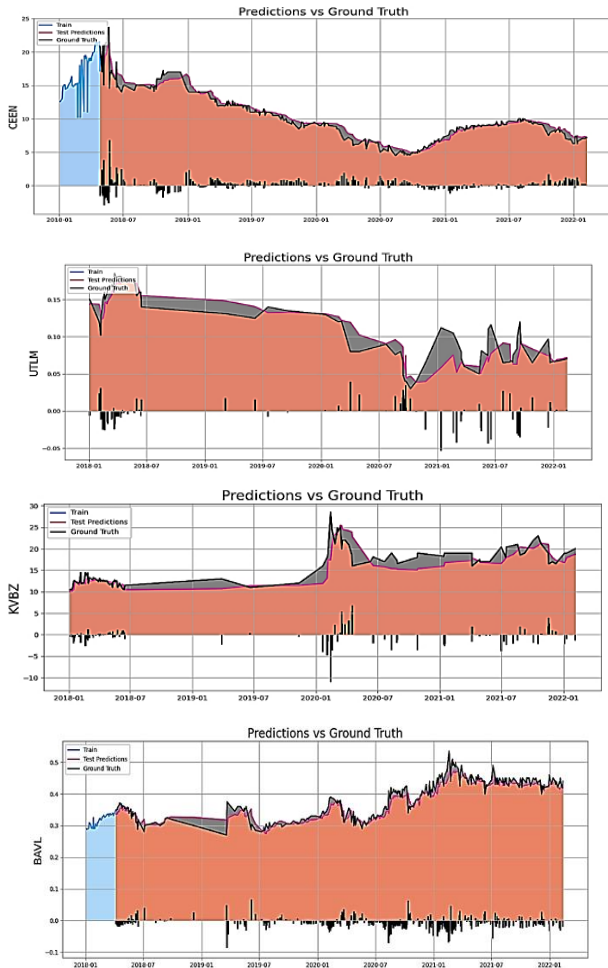 Predictions vs Ground Truth
Train
Test Predictions
Ground Truth
25
20
15
10
5
0
CEEN
2018-01 2018-07 2019-01 2019-07 2020-01 2020-07 2021-01 2021-07 2022-01
Predictions vs Ground Truth
Train
Test Predictions
Ground Truth
0.15
0.10
0.05
0.00
−0.05
UTLM
2018-01 2018-07 2019-01 2019-07 2020-01 2020-07 2021-01 2021-07 2022-01
Predictions vs Ground Truth
Train
Test Predictions
Ground Truth
30
25
20
15
10
5
0
−5
−10
KVBZ
2018-01 2018-07 2019-01 2019-07 2020-01 2020-07 2021-01 2021-07 2022-01
Predictions vs Ground Truth
Train
Test Predictions
Ground Truth
0.5
0.4
0.3
0.2
0.1
0.0
−0.1
BAVL
2018-01 2018-07 2019-01 2019-07 2020-01 2020-07 2021-01 2021-07 2022-01